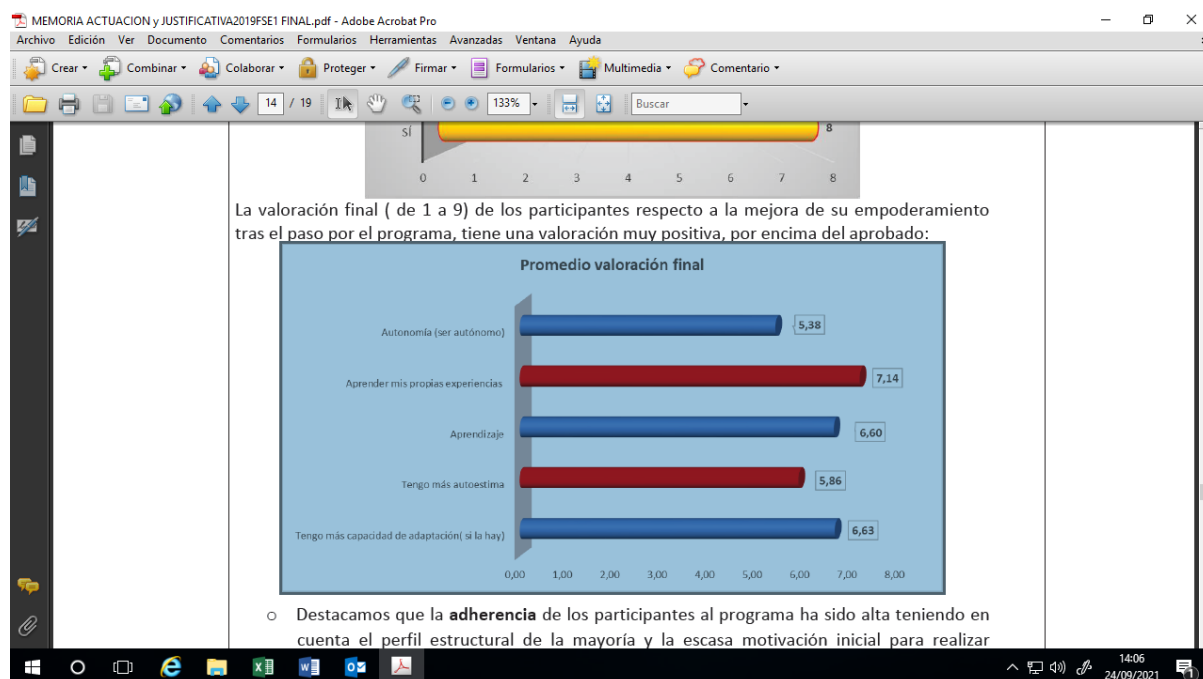 MEMORIA ACTUACION y JUSTIFICATIVA2019FSE1 FINAL.pdf - Adobe Acrobat Pro
Archivo Edición Ver Documento Comentarios Formularios Herramientas Avanzadas Ventana Ayuda
Crear Combinar Colaborar Proteger Firmar Formularios Multimedia Comentario
14 / 19 133% Buscar
SÍ 8
0 1 2 3 4 5 6 7 8
La valoración final ( de 1 a 9) de los participantes respecto a la mejora de su empoderamiento
tras el paso por el programa, tiene una valoración muy positiva, por encima del aprobado:
Promedio valoración final
Autonomía (ser autónomo) 5,38
Aprender mis propias experiencias 7,14
Aprendizaje 6,60
Tengo más autoestima 5,86
Tengo más capacidad de adaptación( si la hay) 6,63
0,00 1,00 2,00 3,00 4,00 5,00 6,00 7,00 8,00
o Destacamos que la adherencia de los participantes al programa ha sido alta teniendo en
cuenta el perfil estructural de la mayoría y la escasa motivación inicial para realizar
14:06
24/09/2021